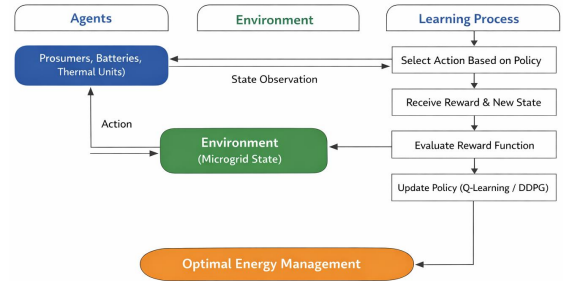 Agents
Environment
Learning Process
Prosumers, Batteries,
Thermal Units)
State Observation
Select Action Based on Policy
Receive Reward & New State
Action
Environment
(Microgrid State)
Evaluate Reward Function
Update Policy (Q-Learning / DDPG)
Optimal Energy Management